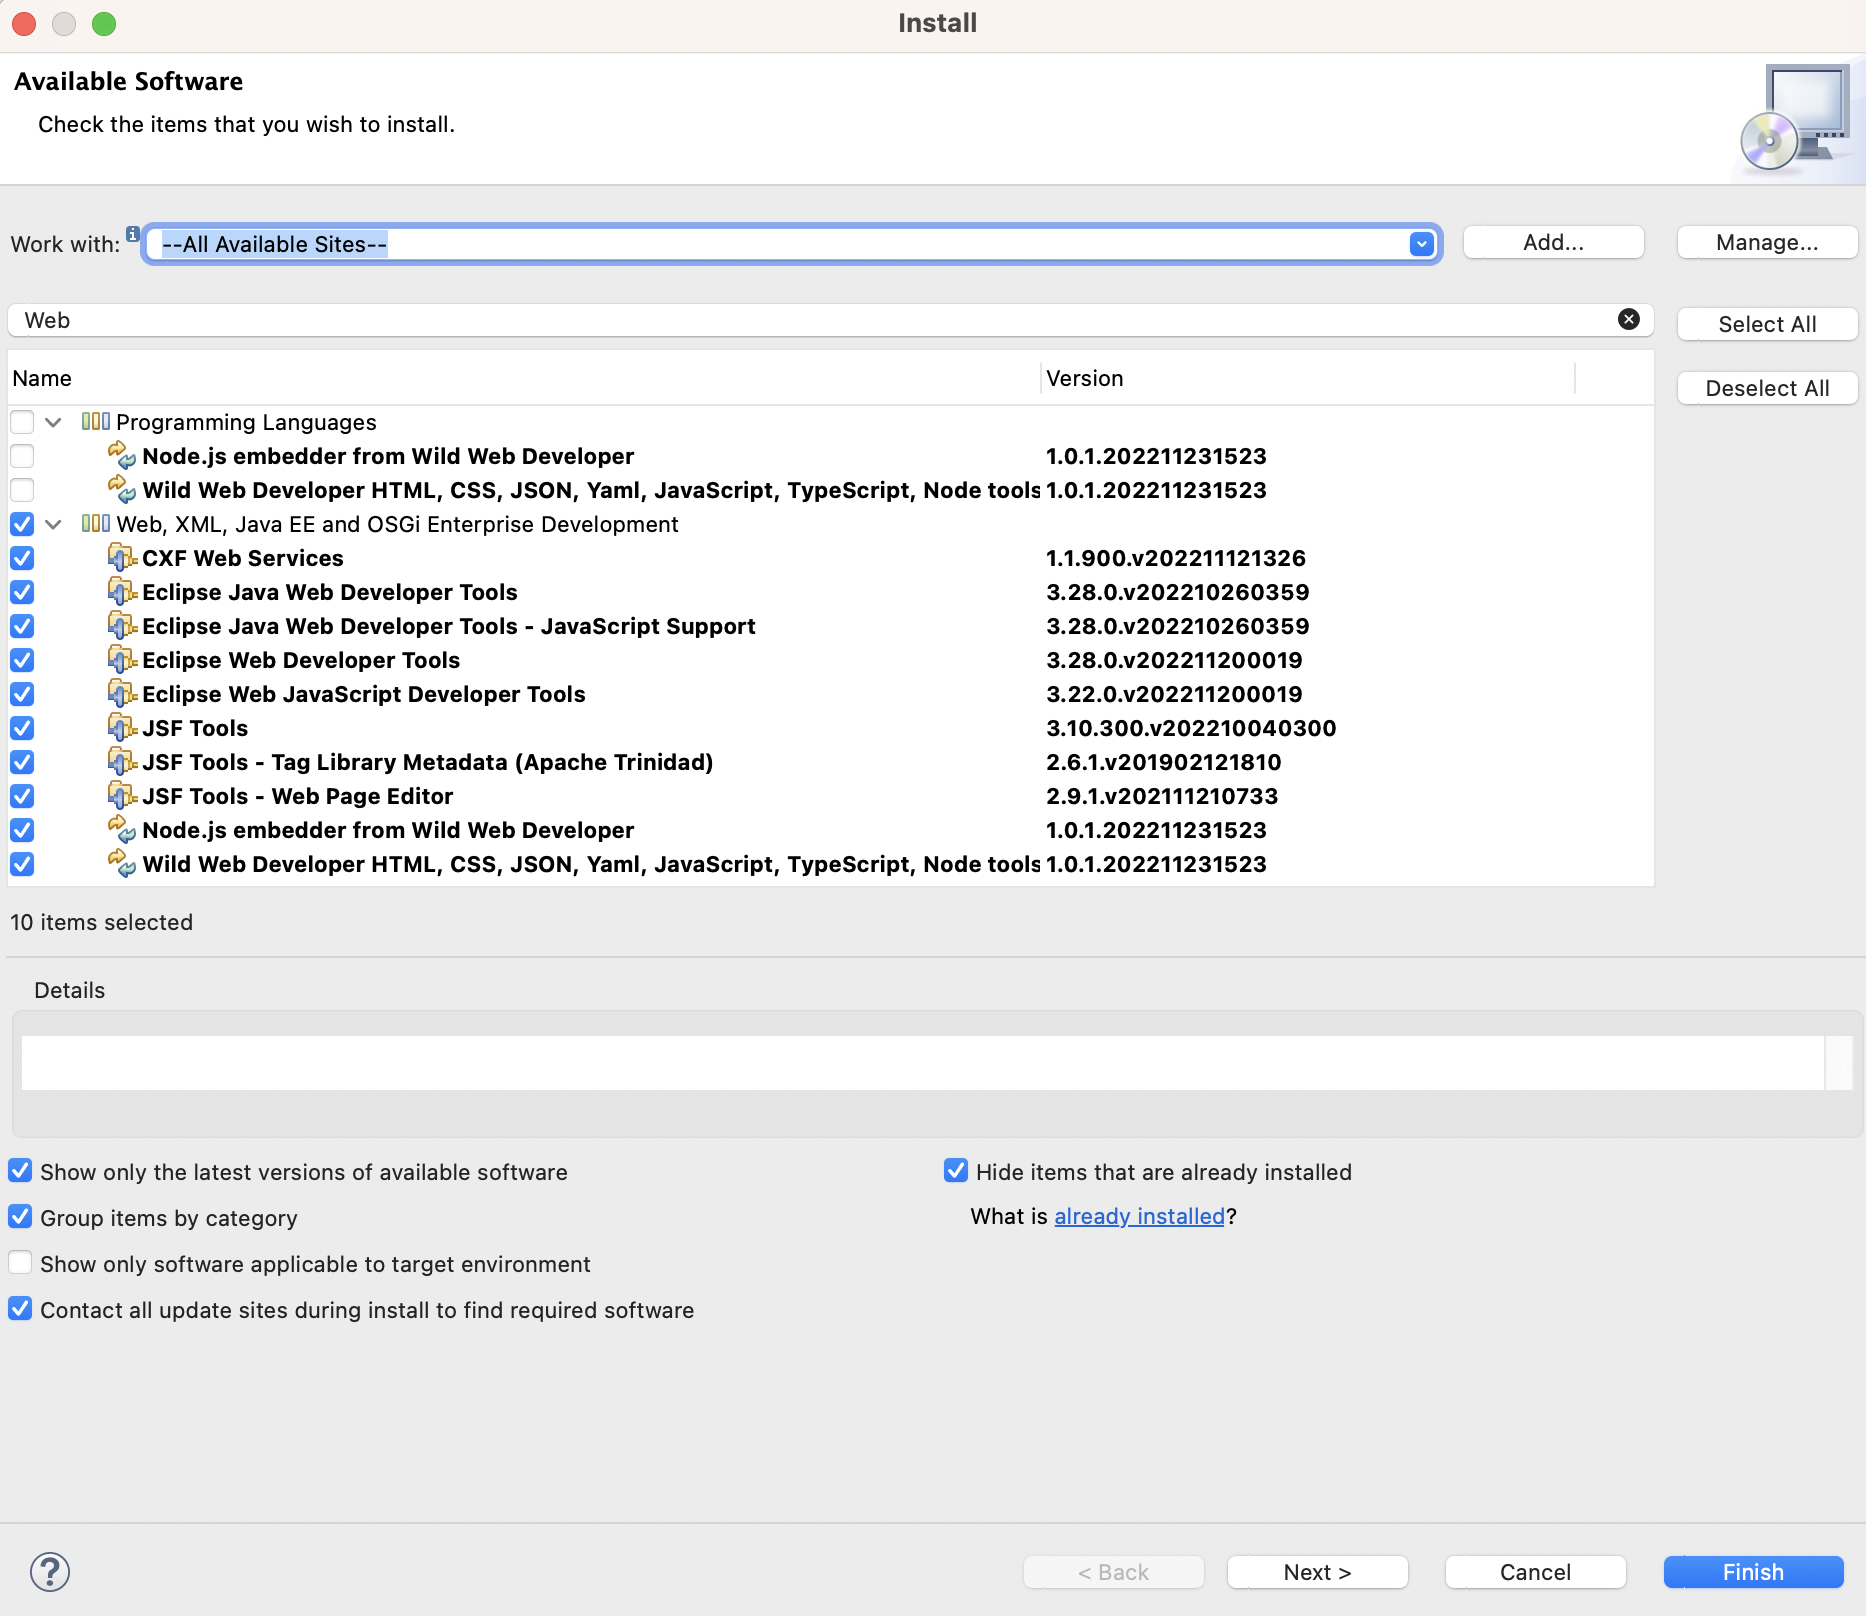 Install
Available Software
Check the items that you wish to install.
Work with: --All Available Sites-- Add... Manage...
Web
Select All
Name Version
Deselect All
Programming Languages
Node.js embedder from Wild Web Developer 1.0.1.202211231523
Wild Web Developer HTML, CSS, JSON, Yaml, JavaScript, TypeScript, Node tools 1.0.1.202211231523
Web, XML, Java EE and OSGi Enterprise Development
CXF Web Services 1.1.900.v202211121326
Eclipse Java Web Developer Tools 3.28.0.v202210260359
Eclipse Java Web Developer Tools - JavaScript Support 3.28.0.v202210260359
Eclipse Web Developer Tools 3.28.0.v202211200019
Eclipse Web JavaScript Developer Tools 3.22.0.v202211200019
JSF Tools 3.10.300.v202210040300
JSF Tools - Tag Library Metadata (Apache Trinidad) 2.6.1.v201902121810
JSF Tools - Web Page Editor 2.9.1.v202111210733
Node.js embedder from Wild Web Developer 1.0.1.202211231523
Wild Web Developer HTML, CSS, JSON, Yaml, JavaScript, TypeScript, Node tools 1.0.1.202211231523
10 items selected
Details
Show only the latest versions of available software
Hide items that are already installed
Group items by category
What is already installed?
Show only software applicable to target environment
Contact all update sites during install to find required software
? < Back Next > Cancel Finish